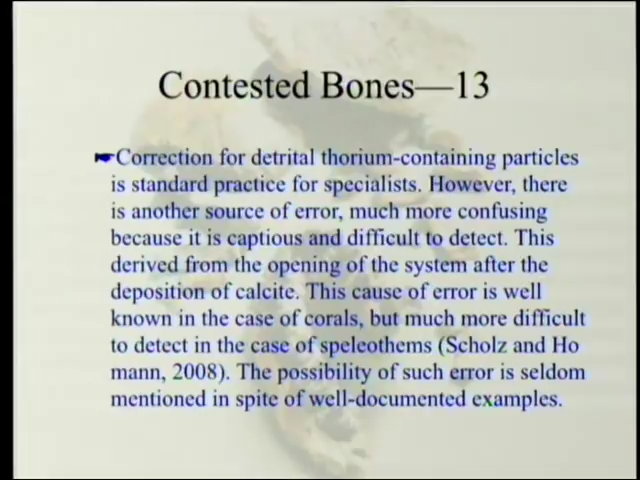 Contested Bones—13
Correction for detrital thorium-containing particles
is standard practice for specialists. However, there
is another source of error, much more confusing
because it is captious and difficult to detect. This
derived from the opening of the system after the
deposition of calcite. This cause of error is well
known in the case of corals, but much more difficult
to detect in the case of speleothems (Scholz and Ho
mann, 2008). The possibility of such error is seldom
mentioned in spite of well-documented examples.